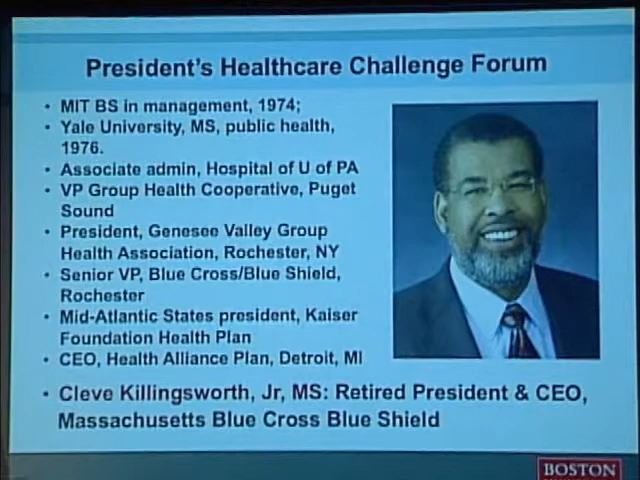 President's Healthcare Challenge Forum
• MIT BS in management, 1974;
• Yale University, MS, public health,
1976.
• Associate admin, Hospital of U of PA
• VP Group Health Cooperative, Puget
Sound
• President, Genesee Valley Group
Health Association, Rochester, NY
• Senior VP, Blue Cross/Blue Shield,
Rochester
• Mid-Atlantic States president, Kaiser
Foundation Health Plan
• CEO, Health Alliance Plan, Detroit, MI
• Cleve Killingsworth, Jr, MS: Retired President & CEO,
Massachusetts Blue Cross Blue Shield
BOSTON